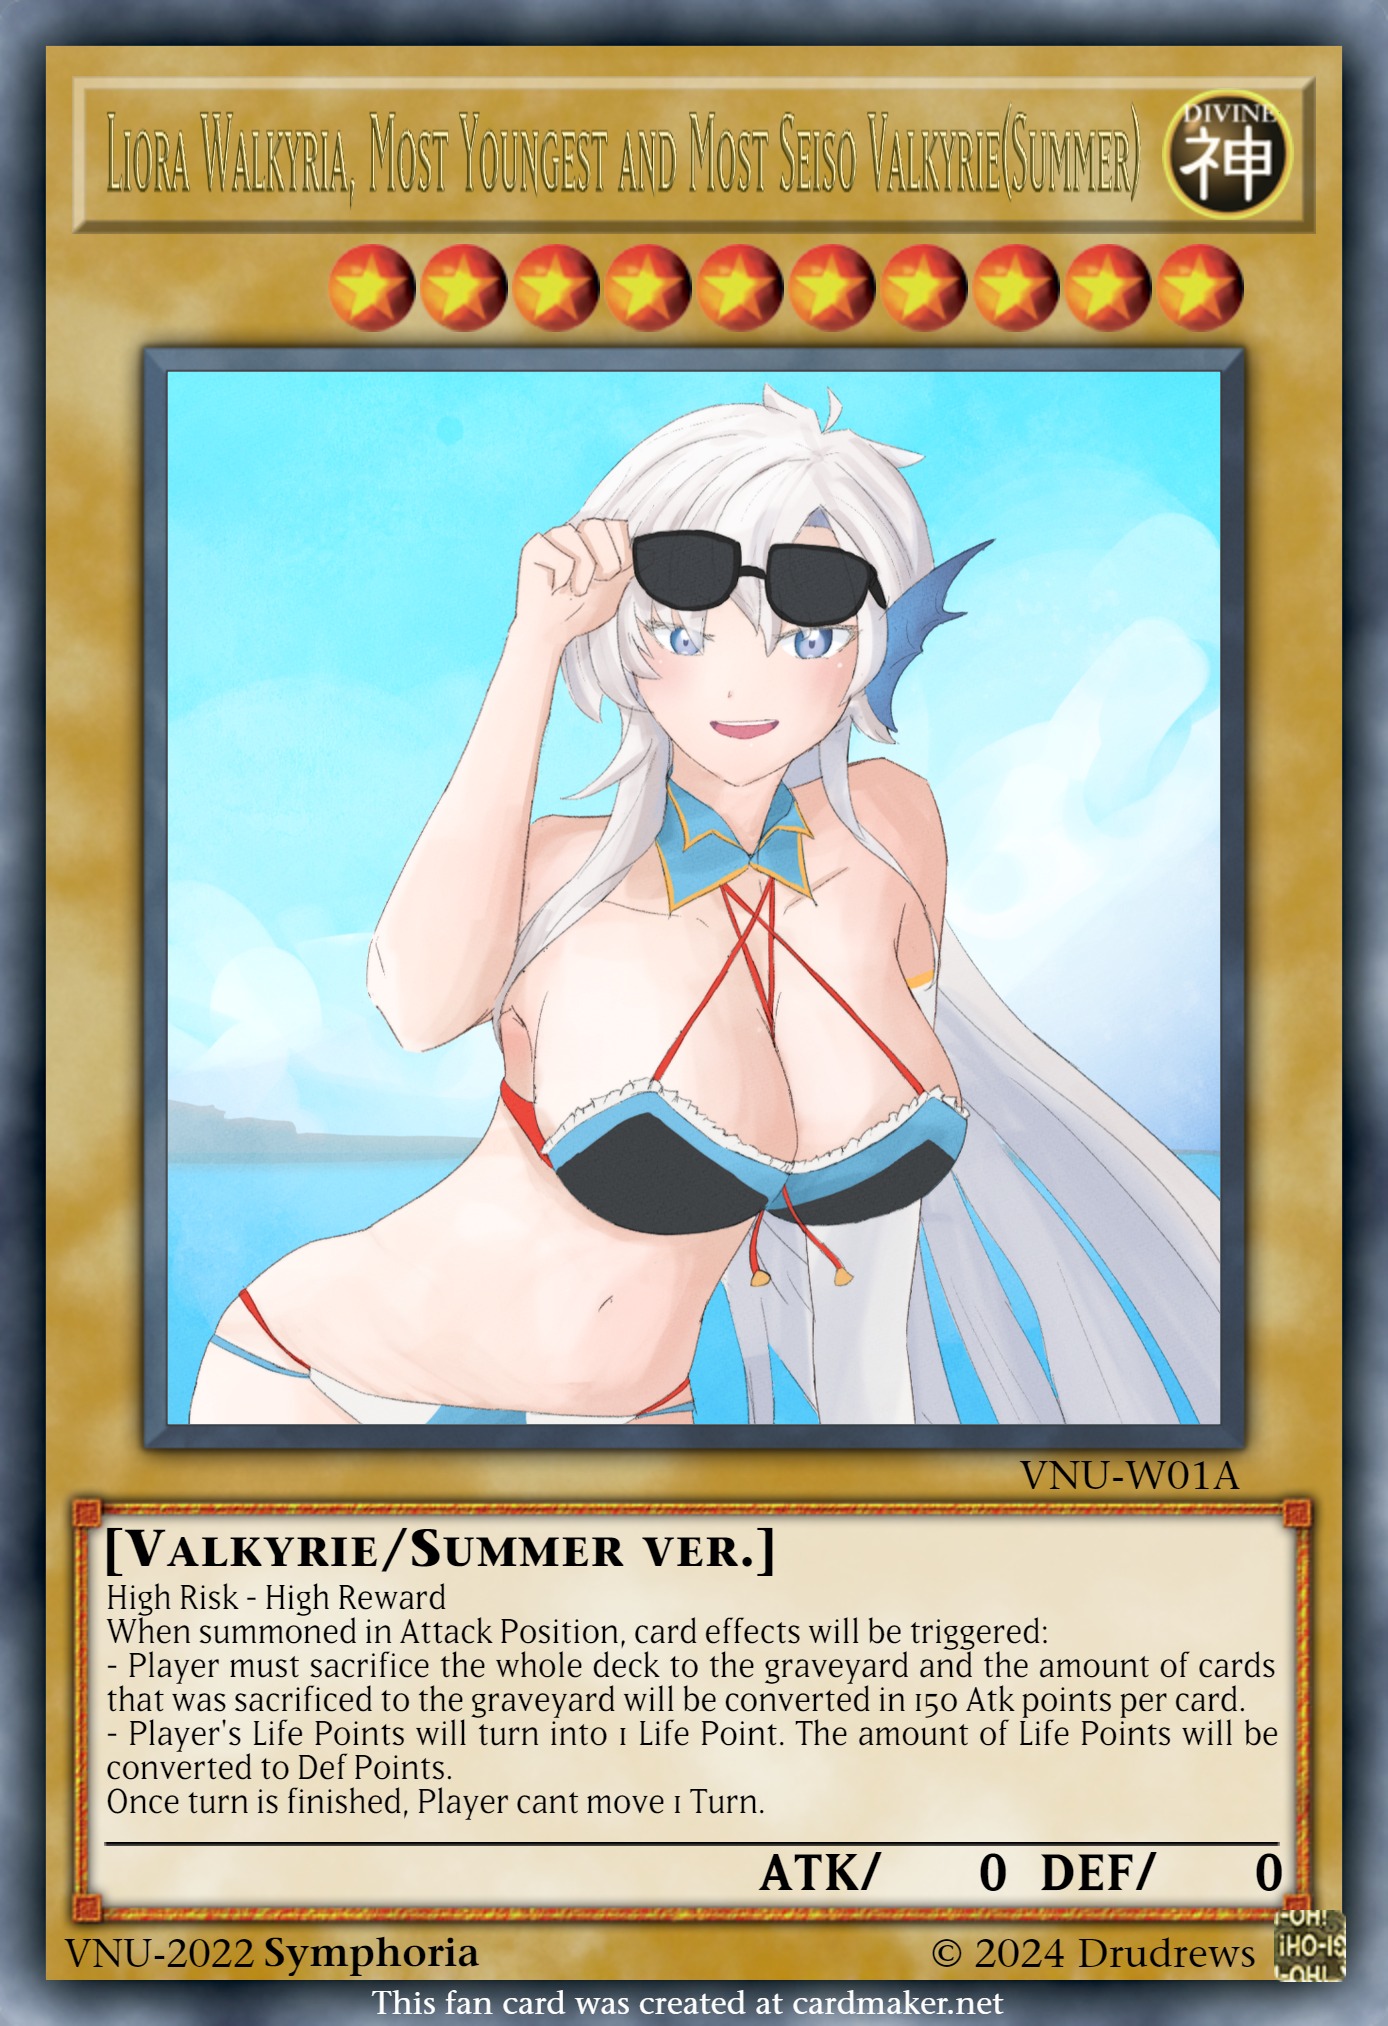 Liora Walkyria, Most Youngest and Most Seiso Valkyrie(Summer)
DIVINE
神
VNU-W01A
[Valkyrie/Summer ver.]
High Risk - High Reward
When summoned in Attack Position, card effects will be triggered:
- Player must sacrifice the whole deck to the graveyard and the amount of cards
that was sacrificed to the graveyard will be converted in 150 Atk points per card.
- Player's Life Points will turn into 1 Life Point. The amount of Life Points will be
converted to Def Points.
Once turn is finished, Player cant move 1 Turn.
ATK/ 0 DEF/ 0
VNU-2022 Symphoria
© 2024 Drudrews
This fan card was created at cardmaker.net